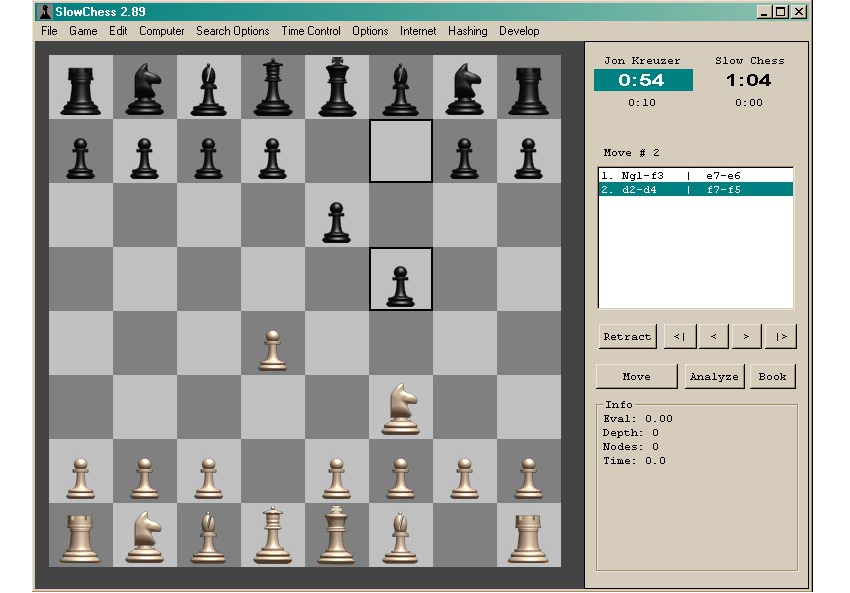 SlowChess 2.89
File Game Edit Computer Search Options Time Control Options Internet Hashing Develop
Jon Kreuzer Slow Chess
0:54 1:04
0:10 0:00
Move # 2
1. Ng1-f3 | e7-e6
2. d2-d4 | f7-f5
Retract <| < > |>
Move Analyze Book
Info
Eval: 0.00
Depth: 0
Nodes: 0
Time: 0.0